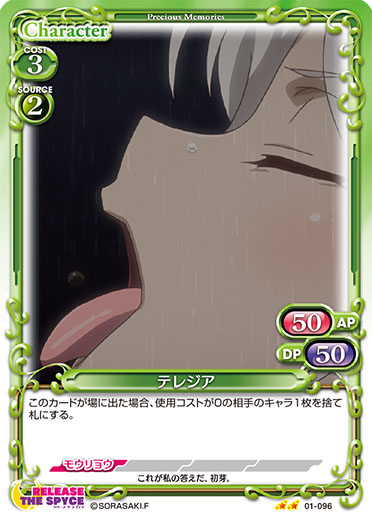 Precious Memories
Character
COST
3
SOURCE
2
50 AP
DP 50
テレジア
このカードが場に出た場合、使用コストが0の相手のキャラ1枚を捨て
札にする。
モウリョウ
これが私の答えだ、初芽。
RELEASE
THE SPYCE
©SORASAKI.F
01-096